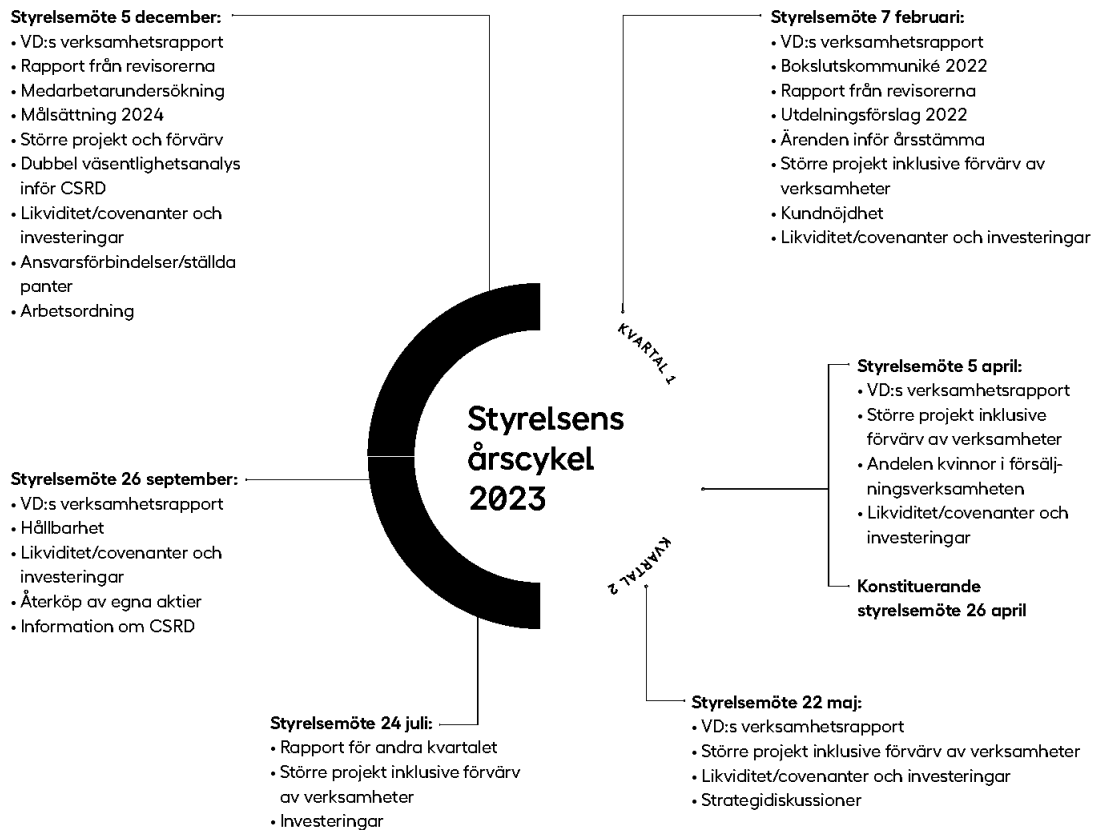 Styrelsemöte 5 december:
• VD:s verksamhetsrapport
• Rapport från revisorerna
• Medarbetarundersökning
• Målsättning 2024
• Större projekt och förvärv
• Dubbel väsentlighetsanalys
inför CSRD
• Likviditet/covenanter och
investeringar
• Ansvarsförbindelser/ställda
panter
• Arbetsordning
Styrelsemöte 7 februari:
• VD:s verksamhetsrapport
• Bokslutskommuniké 2022
• Rapport från revisorerna
• Utdelningsförslag 2022
• Ärenden inför årsstämma
• Större projekt inklusive förvärv av
verksamheter
• Kundnöjdhet
• Likviditet/covenanter och investeringar
KVARTAL 1
Styrelsens
årscykel
2023
Styrelsemöte 5 april:
• VD:s verksamhetsrapport
• Större projekt inklusive
förvärv av verksamheter
• Andelen kvinnor i försälj-
ningsverksamheten
• Likviditet/covenanter och
investeringar
Konstituerande
styrelsemöte 26 april
Styrelsemöte 26 september:
• VD:s verksamhetsrapport
• Hållbarhet
• Likviditet/covenanter och
investeringar
• Återköp av egna aktier
• Information om CSRD
KVARTAL 2
Styrelsemöte 24 juli:
• Rapport för andra kvartalet
• Större projekt inklusive förvärv
av verksamheter
• Investeringar
Styrelsemöte 22 maj:
• VD:s verksamhetsrapport
• Större projekt inklusive förvärv av verksamheter
• Likviditet/covenanter och investeringar
• Strategidiskussioner